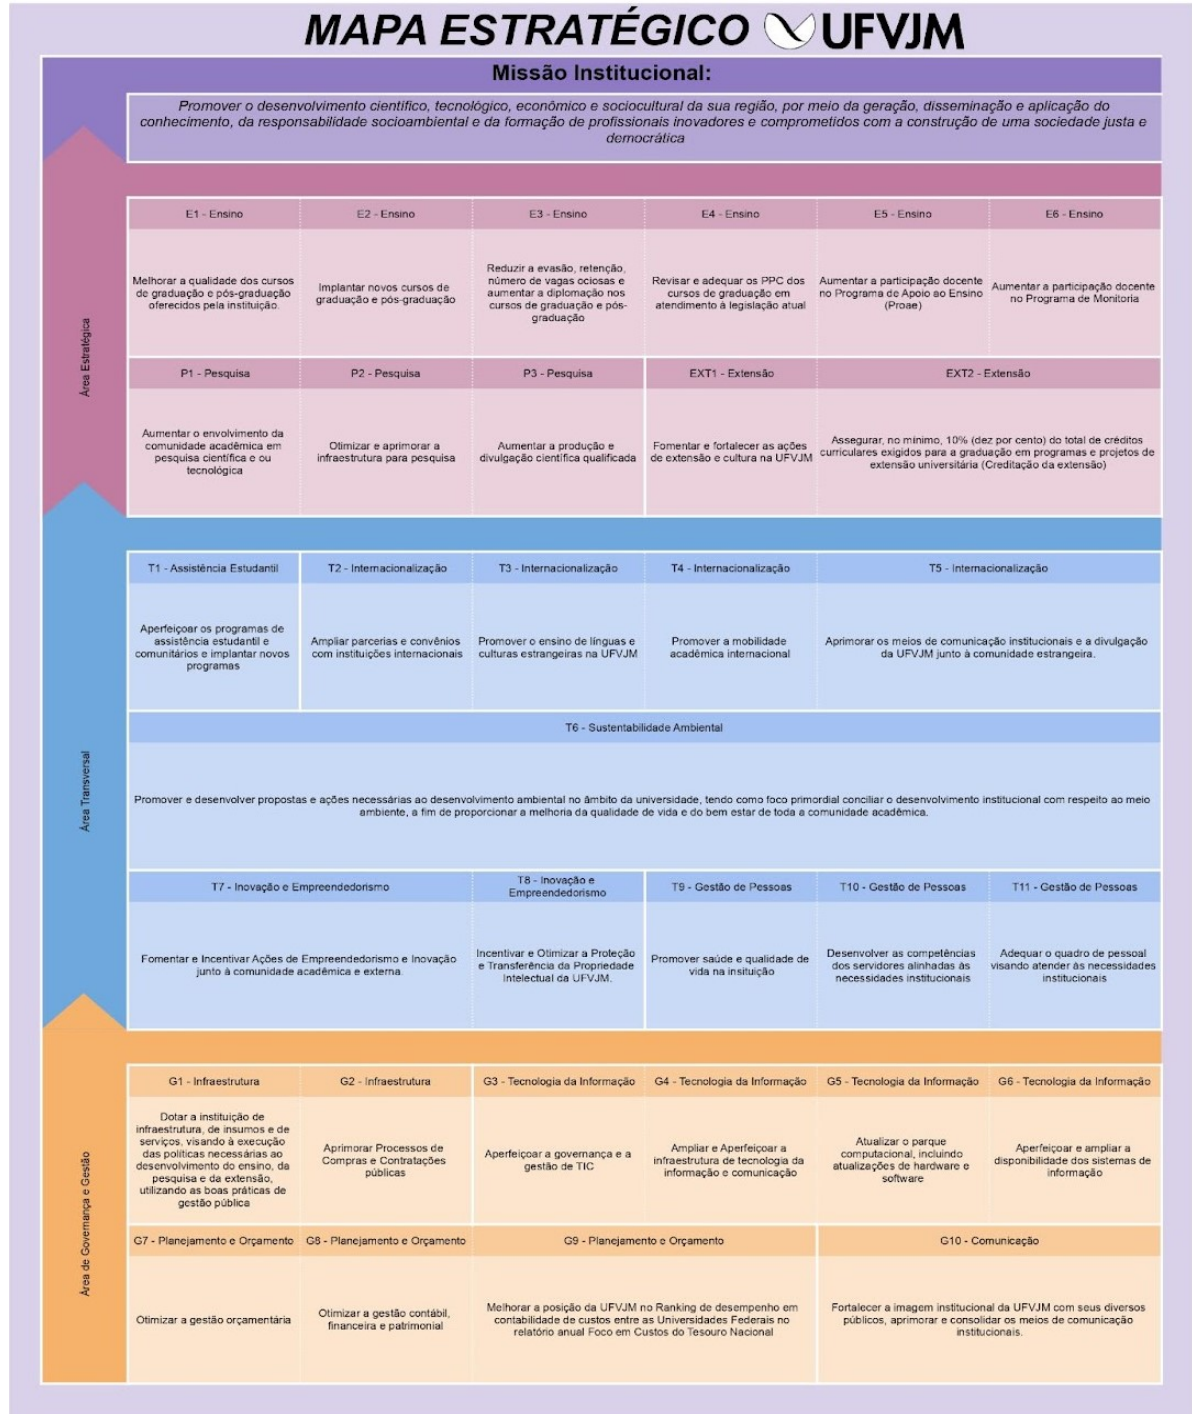 MAPA ESTRATÉGICO UFVJM
Missão Institucional:
Promover o desenvolvimento científico, tecnológico, econômico e sociocultural da sua região, por meio da geração, disseminação e aplicação do
conhecimento, da responsabilidade socioambiental e da formação de profissionais inovadores e comprometidos com a construção de uma sociedade justa e
democrática
Área Estratégica
E1 - Ensino
Melhorar a qualidade dos cursos
de graduação e pós-graduação
oferecidos pela instituição.
E2 - Ensino
Implantar novos cursos de
graduação e pós-graduação
E3 - Ensino
Reduzir a evasão, retenção,
número de vagas ociosas e
aumentar a diplomação nos
cursos de graduação e pós-
graduação
E4 - Ensino
Revisar e adequar os PPC dos
cursos de graduação em
atendimento à legislação atual
E5 - Ensino
Aumentar a participação docente
no Programa de Apoio ao Ensino
(Proae)
E6 - Ensino
Aumentar a participação docente
no Programa de Monitoria
P1 - Pesquisa
Aumentar o envolvimento da
comunidade acadêmica em
pesquisa científica e ou
tecnológica
P2 - Pesquisa
Otimizar e aprimorar a
infraestrutura para pesquisa
P3 - Pesquisa
Aumentar a produção e
divulgação científica qualificada
EXT1 - Extensão
Fomentar e fortalecer as ações
de extensão e cultura na UFVJM
EXT2 - Extensão
Assegurar, no mínimo, 10% (dez por cento) do total de créditos
curriculares exigidos para a graduação em programas e projetos de
extensão universitária (Creditação da extensão)
Área Transversal
T1 - Assistência Estudantil
Aperfeiçoar os programas de
assistência estudantil e
comunitários e implantar novos
programas
T2 - Internacionalização
Ampliar parcerias e convênios
com instituições internacionais
T3 - Internacionalização
Promover o ensino de línguas e
culturas estrangeiras na UFVJM
T4 - Internacionalização
Promover a mobilidade
acadêmica internacional
T5 - Internacionalização
Aprimorar os meios de comunicação institucionais e a divulgação
da UFVJM junto à comunidade estrangeira.
T6 - Sustentabilidade Ambiental
Promover e desenvolver propostas e ações necessárias ao desenvolvimento ambiental no âmbito da universidade, tendo como foco primordial conciliar o desenvolvimento institucional com respeito ao meio
ambiente, a fim de proporcionar a melhoria da qualidade de vida e do bem estar de toda a comunidade acadêmica.
T7 - Inovação e Empreendedorismo
Fomentar e Incentivar Ações de Empreendedorismo e Inovação
junto à comunidade acadêmica e externa.
T8 - Inovação e
Empreendedorismo
Incentivar e Otimizar a Proteção
e Transferência da Propriedade
Intelectual da UFVJM.
T9 - Gestão de Pessoas
Promover saúde e qualidade de
vida na insituição
T10 - Gestão de Pessoas
Desenvolver as competências
dos servidores alinhadas às
necessidades institucionais
T11 - Gestão de Pessoas
Adequar o quadro de pessoal
visando atender às necessidades
institucionais
Área de Governança e Gestão
G1 - Infraestrutura
Dotar a instituição de
infraestrutura, de insumos e de
serviços, visando à execução
das políticas necessárias ao
desenvolvimento do ensino, da
pesquisa e da extensão,
utilizando as boas práticas de
gestão pública
G2 - Infraestrutura
Aprimorar Processos de
Compras e Contratações
públicas
G3 - Tecnologia da Informação
Aperfeiçoar a governança e a
gestão de TIC
G4 - Tecnologia da Informação
Ampliar e Aperfeiçoar a
infraestrutura de tecnologia da
informação e comunicação
G5 - Tecnologia da Informação
Atualizar o parque
computacional, incluindo
atualizações de hardware e
software
G6 - Tecnologia da Informação
Aperfeiçoar e ampliar a
disponibilidade dos sistemas de
informação
G7 - Planejamento e Orçamento
Otimizar a gestão orçamentária
G8 - Planejamento e Orçamento
Otimizar a gestão contábil,
financeira e patrimonial
G9 - Planejamento e Orçamento
Melhorar a posição da UFVJM no Ranking de desempenho em
contabilidade de custos entre as Universidades Federais no
relatório anual Foco em Custos do Tesouro Nacional
G10 - Comunicação
Fortalecer a imagem institucional da UFVJM com seus diversos
públicos, aprimorar e consolidar os meios de comunicação
institucionais.